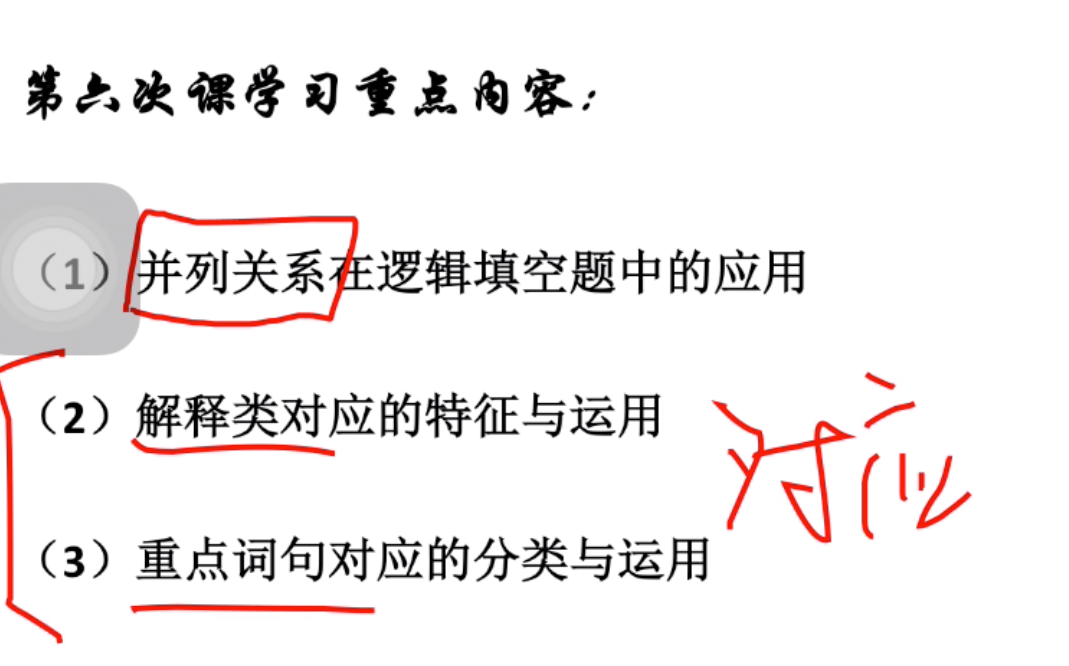 第六次课学习重点内容：
（1）并列关系在逻辑填空题中的应用
（2）解释类对应的特征与运用
对应
（3）重点词句对应的分类与运用